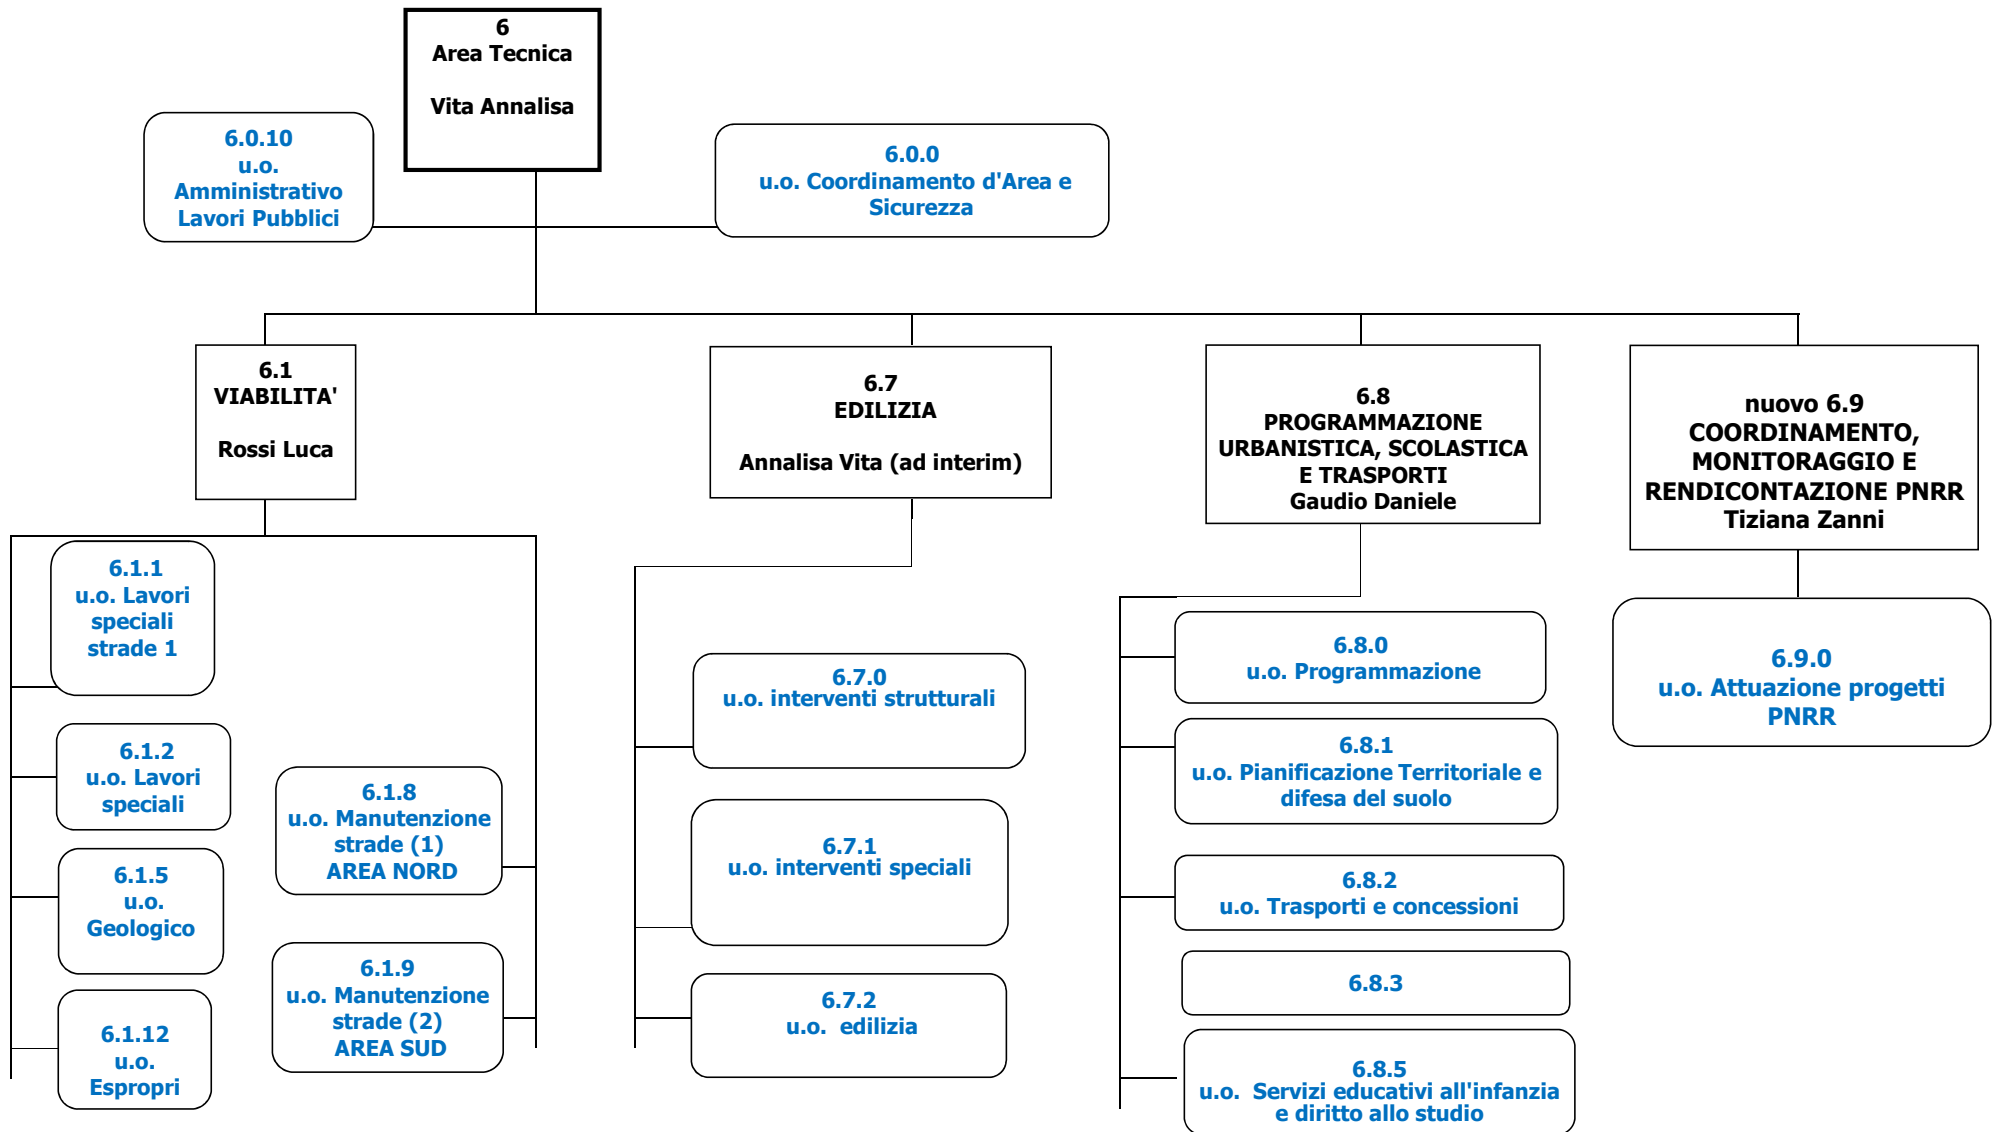 6
Area Tecnica
Vita Annalisa
6.0.10
u.o.
Amministrativo
Lavori Pubblici
6.0.0
u.o. Coordinamento d'Area e
Sicurezza
6.1
VIABILITA'
Rossi Luca
6.7
EDILIZIA
Annalisa Vita (ad interim)
6.8
PROGRAMMAZIONE
URBANISTICA, SCOLASTICA
E TRASPORTI
Gaudio Daniele
nuovo 6.9
COORDINAMENTO,
MONITORAGGIO E
RENDICONTAZIONE PNRR
Tiziana Zanni
6.1.1
u.o. Lavori
speciali
strade 1
6.1.2
u.o. Lavori
speciali
6.1.5
u.o.
Geologico
6.1.12
u.o.
Espropri
6.1.8
u.o. Manutenzione
strade (1)
AREA NORD
6.1.9
u.o. Manutenzione
strade (2)
AREA SUD
6.7.0
u.o. interventi strutturali
6.7.1
u.o. interventi speciali
6.7.2
u.o. edilizia
6.8.0
u.o. Programmazione
6.8.1
u.o. Pianificazione Territoriale e
difesa del suolo
6.8.2
u.o. Trasporti e concessioni
6.8.3
6.8.5
u.o. Servizi educativi all'infanzia
e diritto allo studio
6.9.0
u.o. Attuazione progetti
PNRR